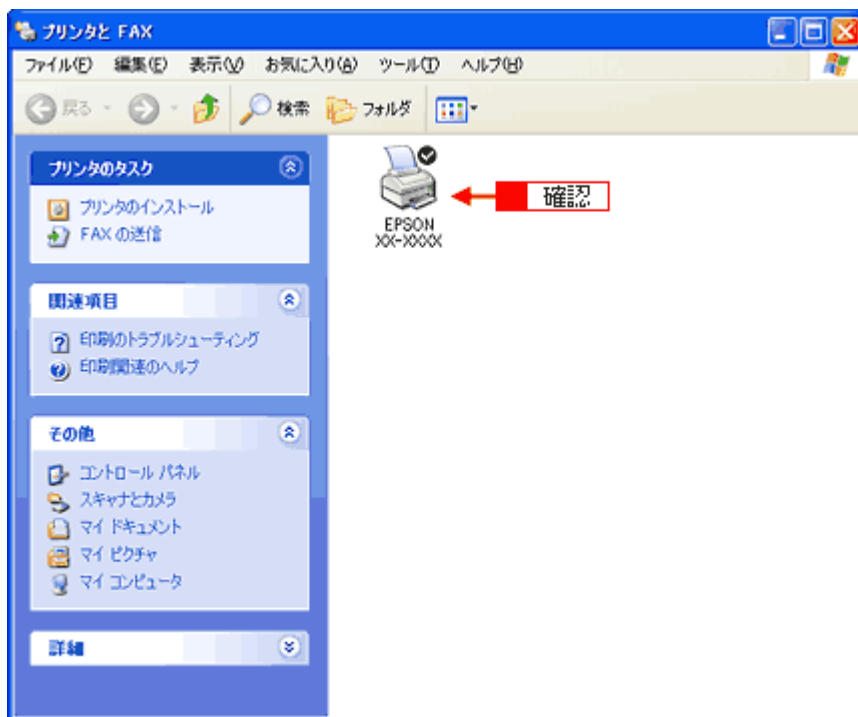 プリンタと FAX
ファイル(F) 編集(E) 表示(V) お気に入り(A) ツール(T) ヘルプ(H)
戻る 検索 フォルダ
プリンタのタスク
プリンタのインストール
FAX の送信
関連項目
印刷のトラブルシューティング
印刷関連のヘルプ
その他
コントロール パネル
スキャナとカメラ
マイ ドキュメント
マイ ピクチャ
マイ コンピュータ
詳細
EPSON
XX-XXXX
確認